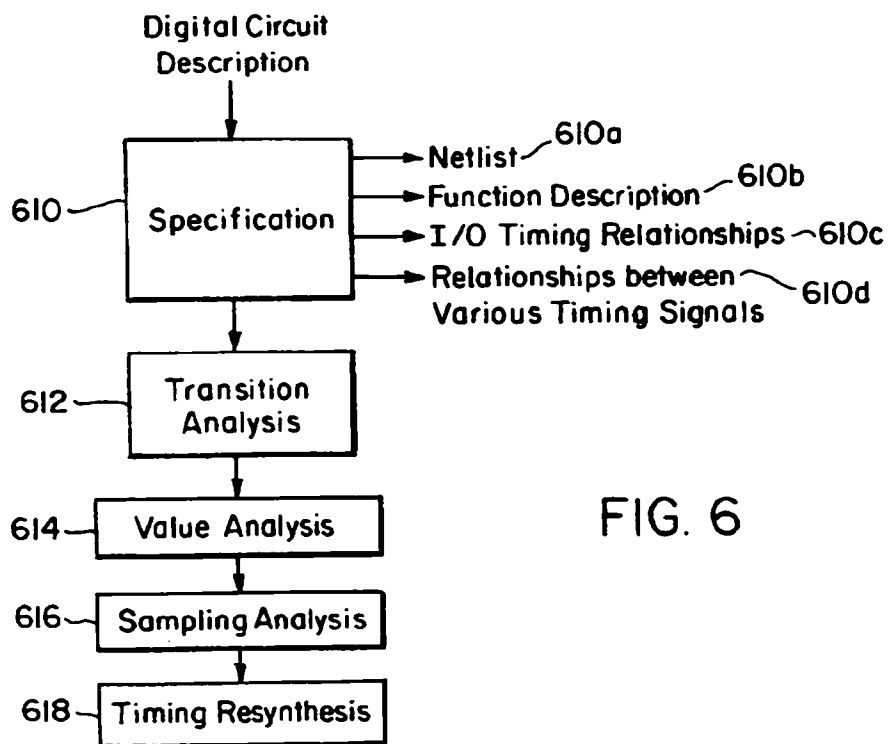 Digital Circuit
Description
610
Specification
Netlist 610a
Function Description 610b
I/O Timing Relationships 610c
Relationships between
Various Timing Signals 610d
612
Transition
Analysis
614
Value Analysis
FIG. 6
616
Sampling Analysis
618
Timing Resynthesis